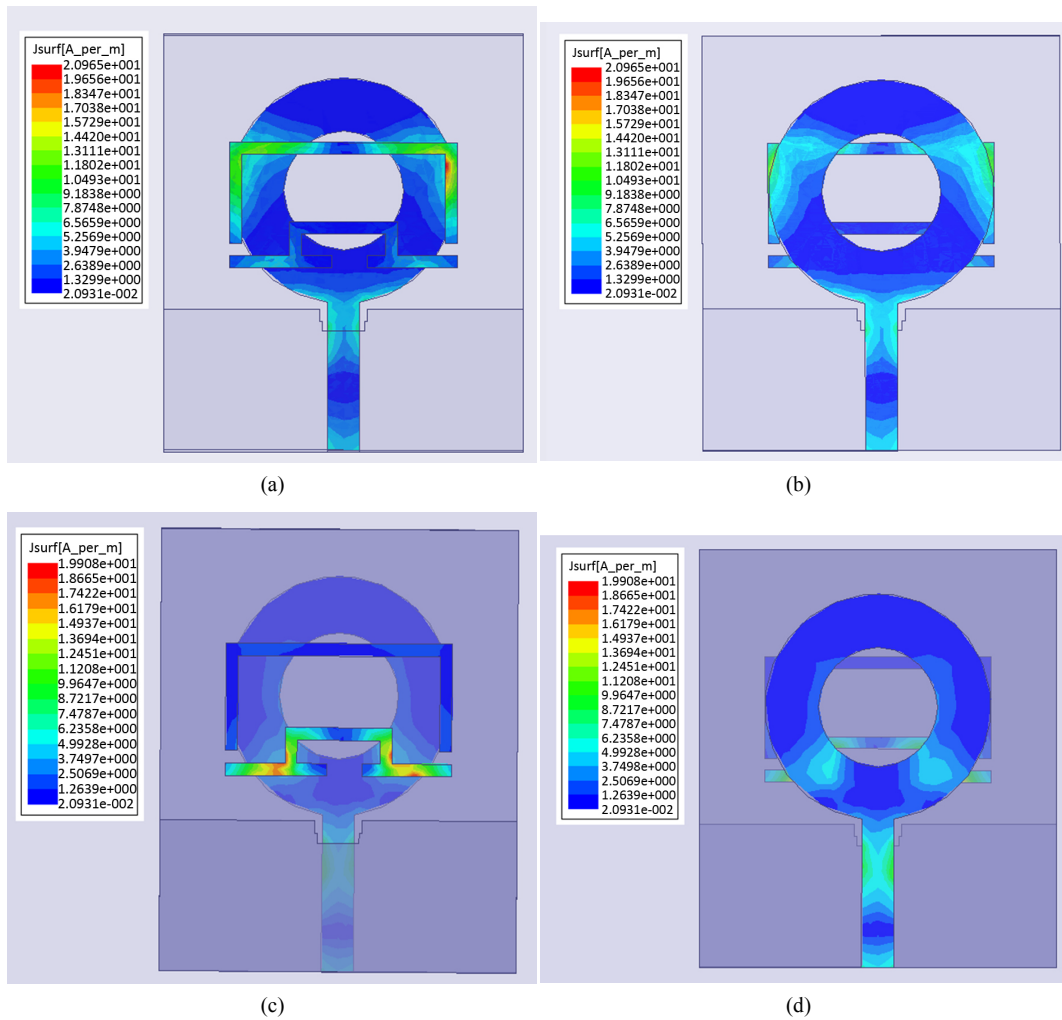 Jsurf[A_per_m]
2.0965e+001
1.9656e+001
1.8347e+001
1.7038e+001
1.5729e+001
1.4420e+001
1.3111e+001
1.1802e+001
1.0493e+001
9.1838e+000
7.8748e+000
6.5659e+000
5.2569e+000
3.9479e+000
2.6389e+000
1.3299e+000
2.0931e-002
(a)
Jsurf[A_per_m]
2.0965e+001
1.9656e+001
1.8347e+001
1.7038e+001
1.5729e+001
1.4420e+001
1.3111e+001
1.1802e+001
1.0493e+001
9.1838e+000
7.8748e+000
6.5659e+000
5.2569e+000
3.9479e+000
2.6389e+000
1.3299e+000
2.0931e-002
(b)
Jsurf[A_per_m]
1.9908e+001
1.8665e+001
1.7422e+001
1.6179e+001
1.4937e+001
1.3694e+001
1.2451e+001
1.1208e+001
9.9647e+000
8.7217e+000
7.4787e+000
6.2358e+000
4.9928e+000
3.7497e+000
2.5069e+000
1.2639e+000
2.0931e-002
(c)
Jsurf[A_per_m]
1.9908e+001
1.8665e+001
1.7422e+001
1.6179e+001
1.4937e+001
1.3694e+001
1.2451e+001
1.1208e+001
9.9647e+000
8.7217e+000
7.4787e+000
6.2358e+000
4.9928e+000
3.7498e+000
2.5069e+000
1.2639e+000
2.0931e-002
(d)